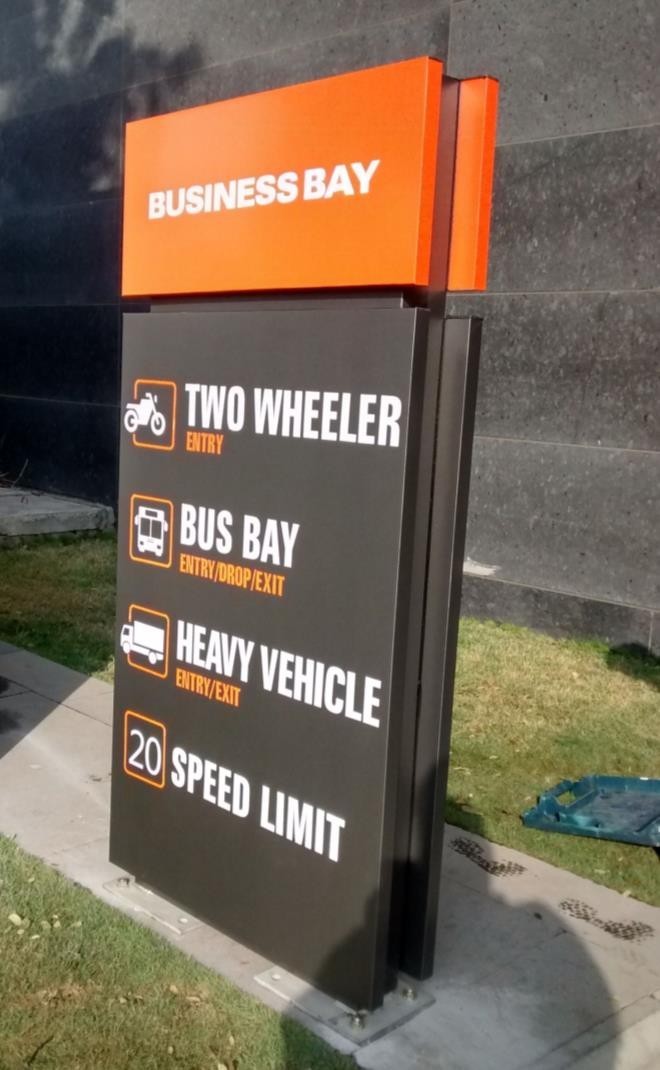 BUSINESS BAY
TWO WHEELER
ENTRY
BUS BAY
ENTRY/DROP/EXIT
HEAVY VEHICLE
ENTRY/EXIT
20 SPEED LIMIT